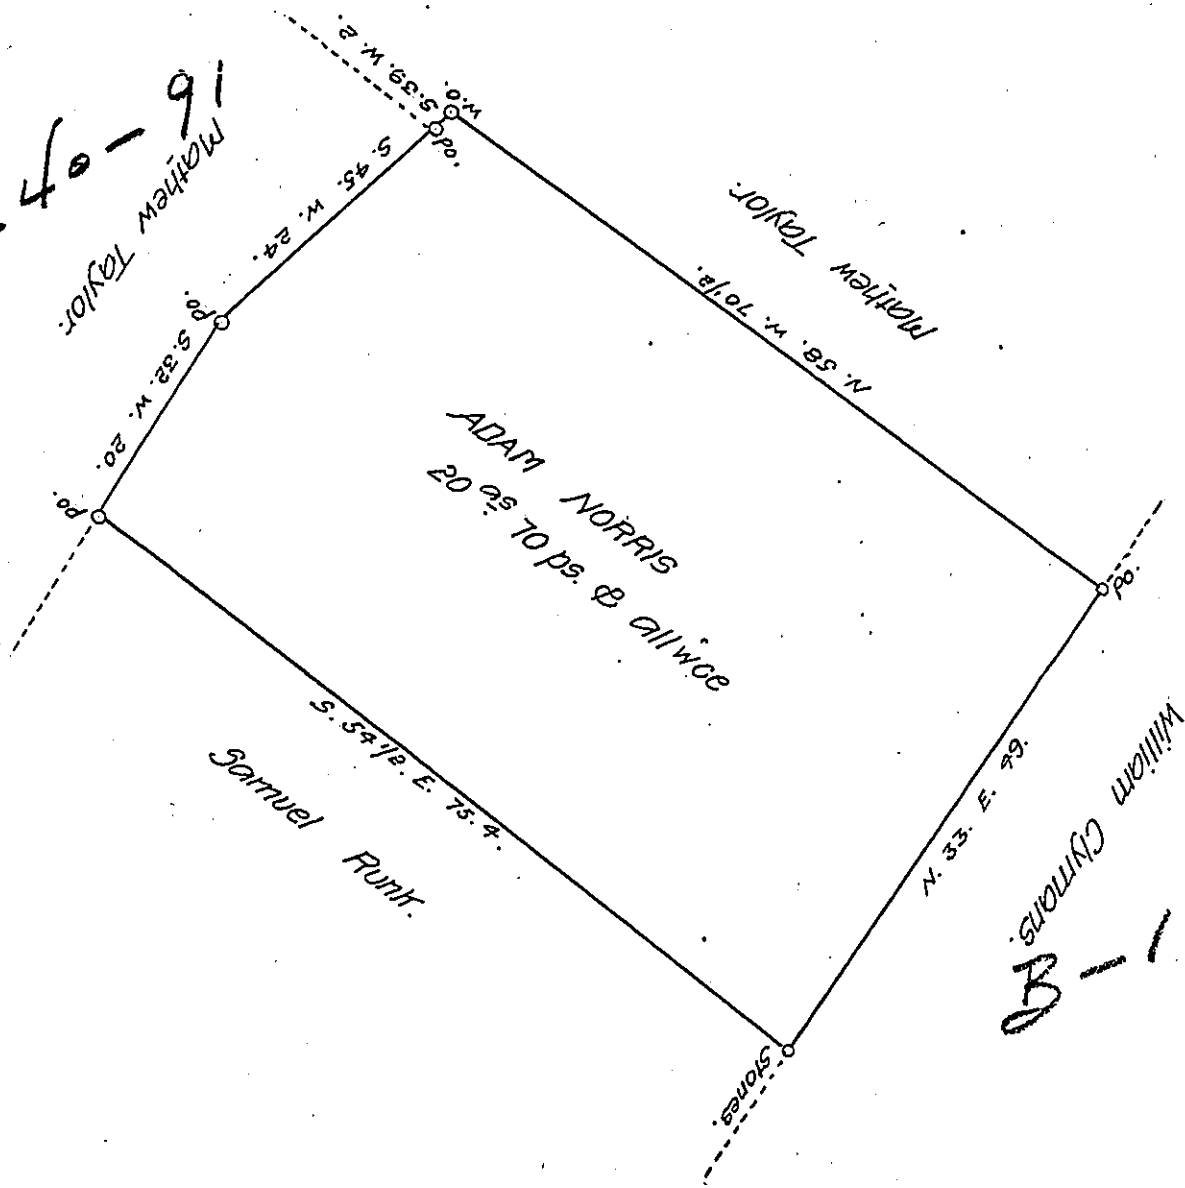 40-91
Mathew Taylor.
S. 39. W. 2.
w.o.
po.
S. 45. W. 24.
po.
S. 32. W. 20.
po.
Mathew Taylor.
N. 58. W. 70 1/2.
ADAM NORRIS
20 as 70 ps. & allwce
po.
William Clymans.
N. 33. E. 49.
B-1
S. 54 1/2. E. 75. 4.
Samuel Runk.
Stones.